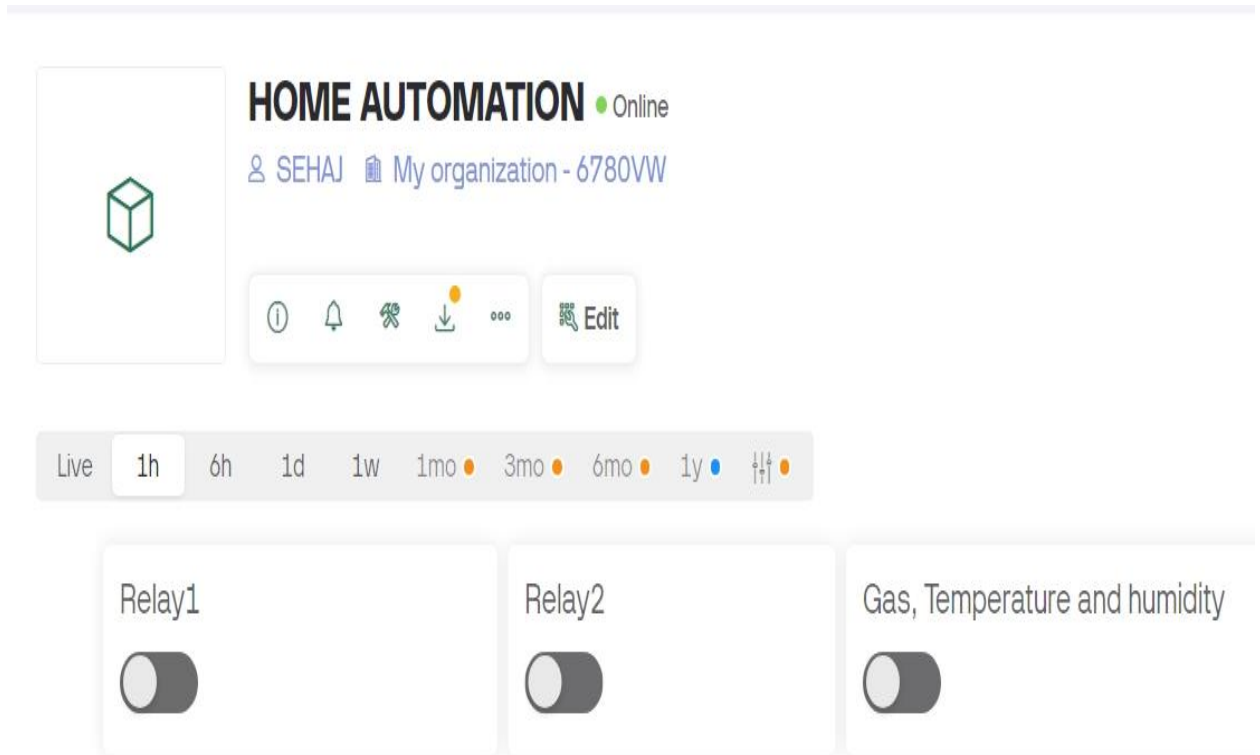 HOME AUTOMATION Online
SEHAJ My organization - 6780VW
Edit
Live 1h 6h 1d 1w 1mo 3mo 6mo 1y
Relay1 Relay2 Gas, Temperature and humidity